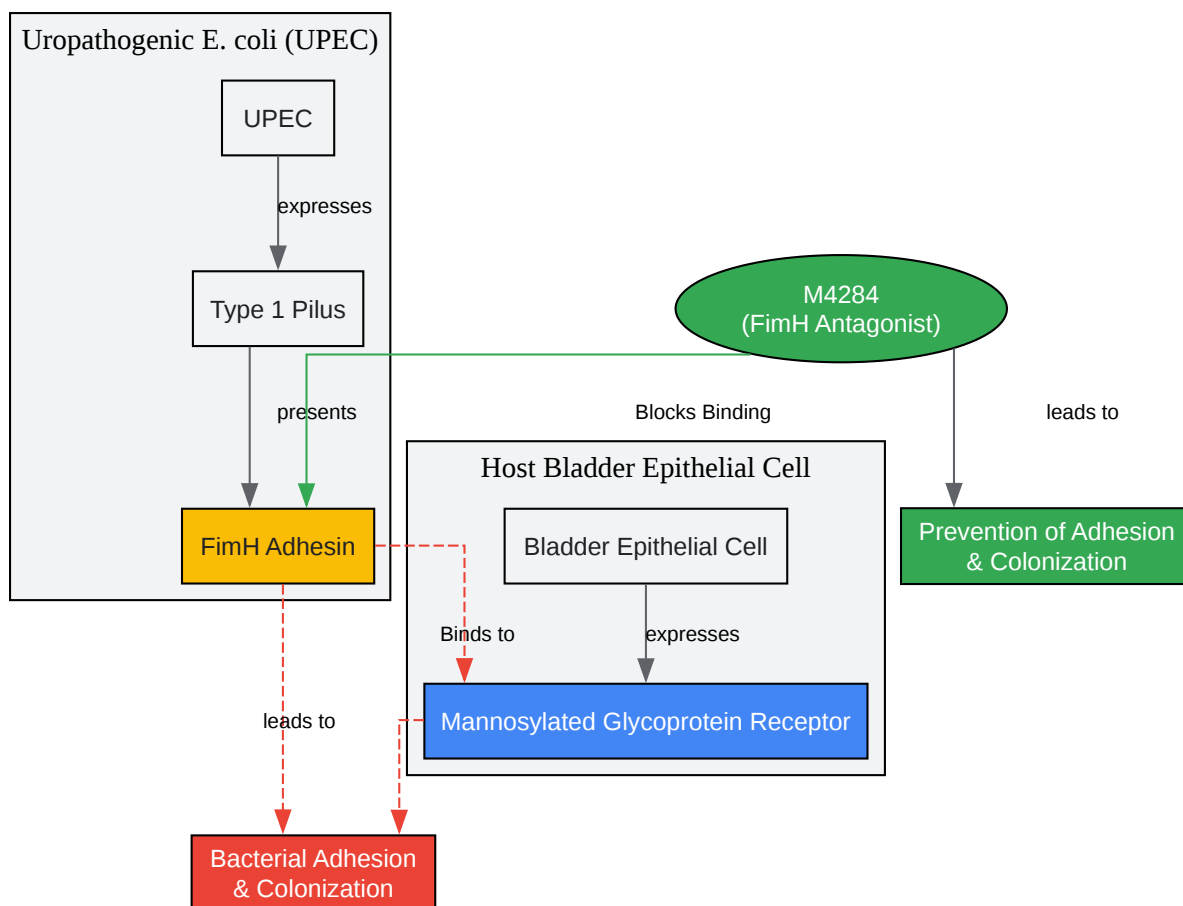 Uropathogenic E. coli (UPEC)
UPEC
expresses
Type 1 Pilus
M4284
(FimH Antagonist)
presents
Blocks Binding
leads to
Host Bladder Epithelial Cell
FimH Adhesin
Bladder Epithelial Cell
Prevention of Adhesion
& Colonization
Binds to
expresses
leads to
Mannosylated Glycoprotein Receptor
Bacterial Adhesion
& Colonization